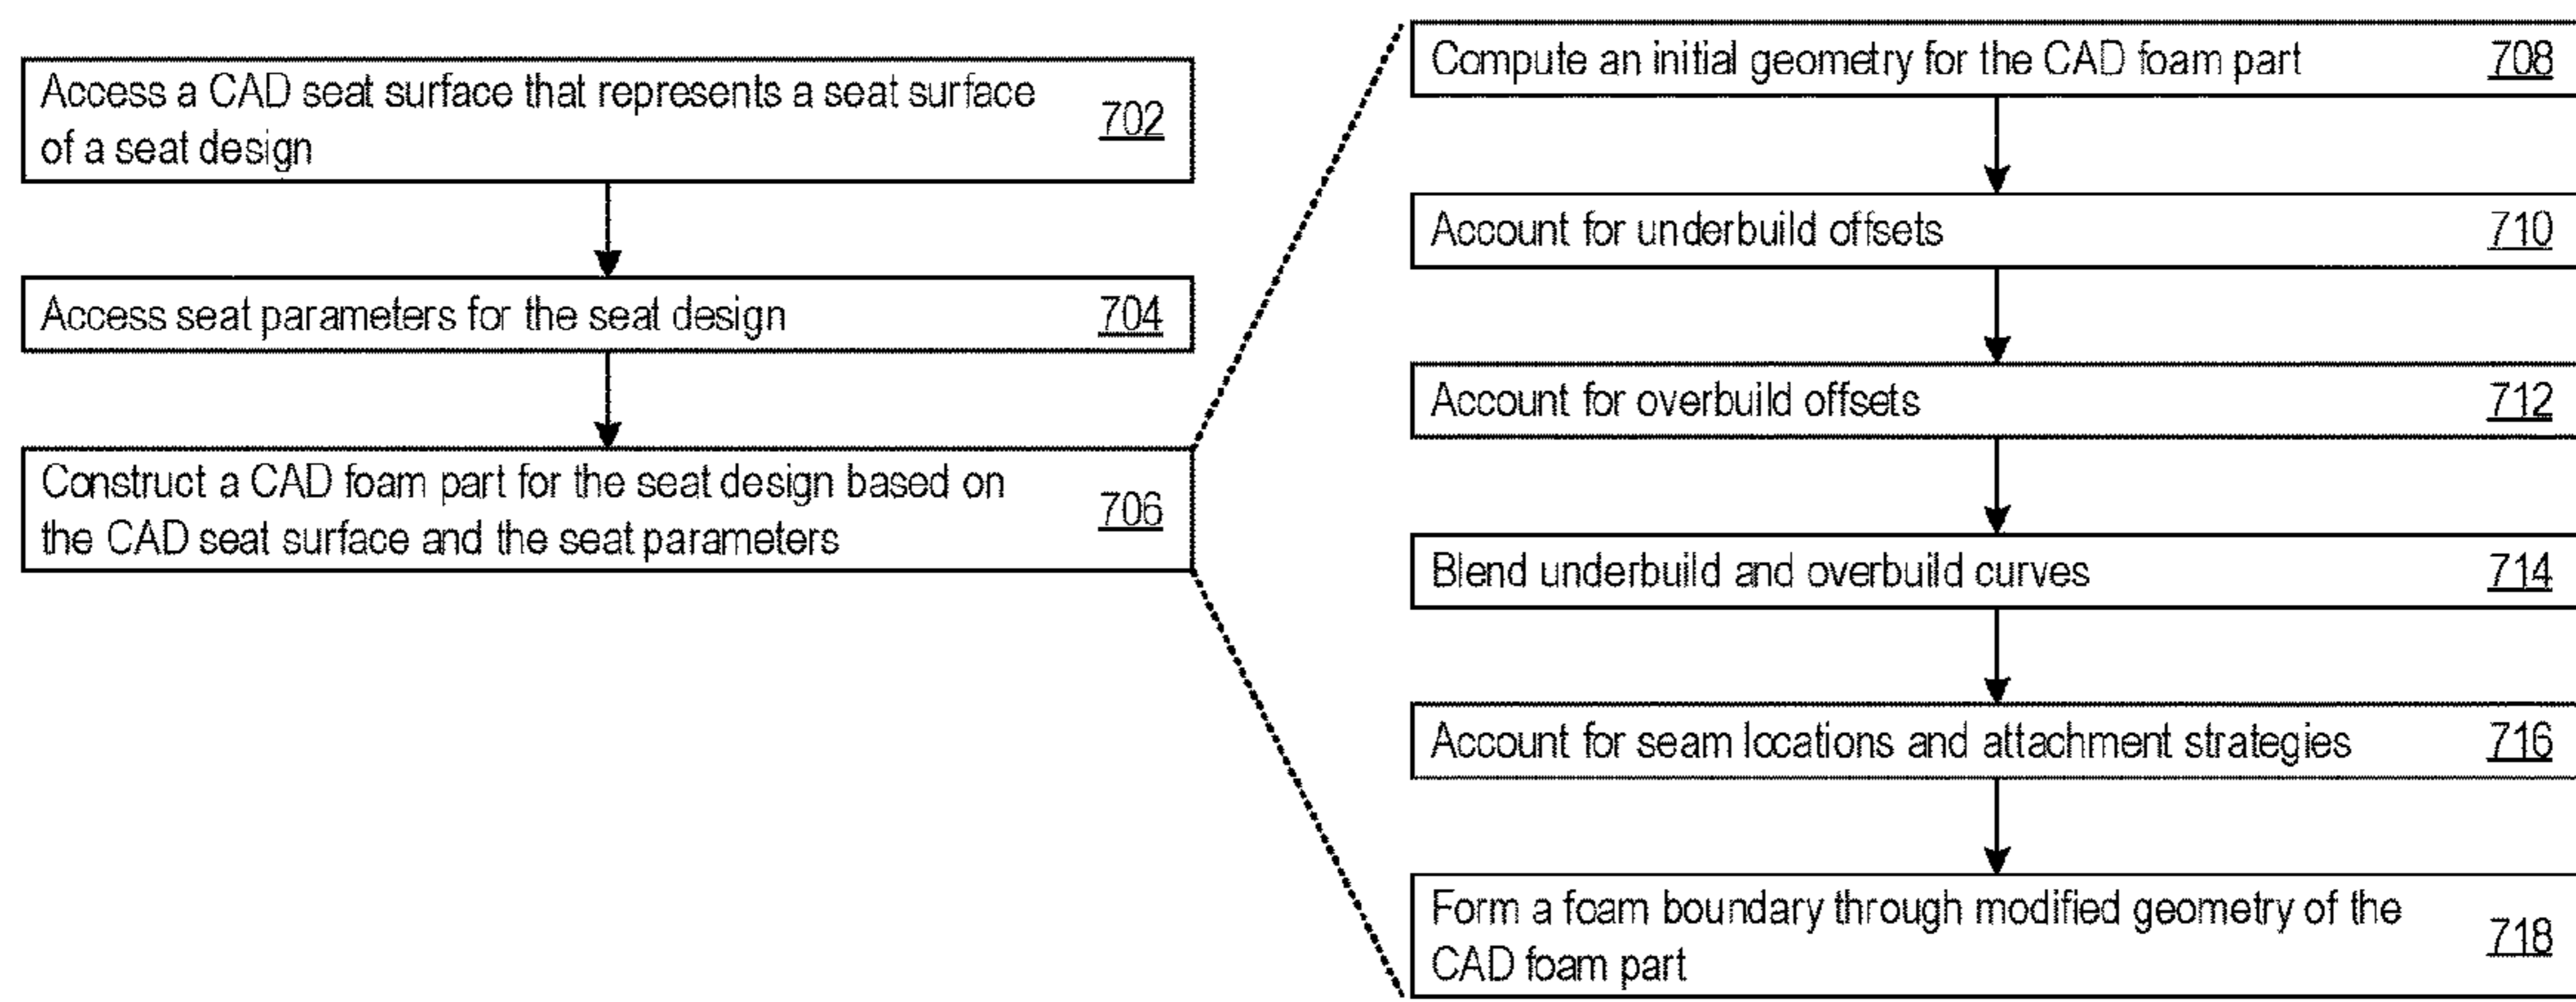 Access a CAD seat surface that represents a seat surface
of a seat design
702
Access seat parameters for the seat design
704
Construct a CAD foam part for the seat design based on
the CAD seat surface and the seat parameters
706
Compute an initial geometry for the CAD foam part
708
Account for underbuild offsets
710
Account for overbuild offsets
712
Blend underbuild and overbuild curves
714
Account for seam locations and attachment strategies
716
Form a foam boundary through modified geometry of the
CAD foam part
718